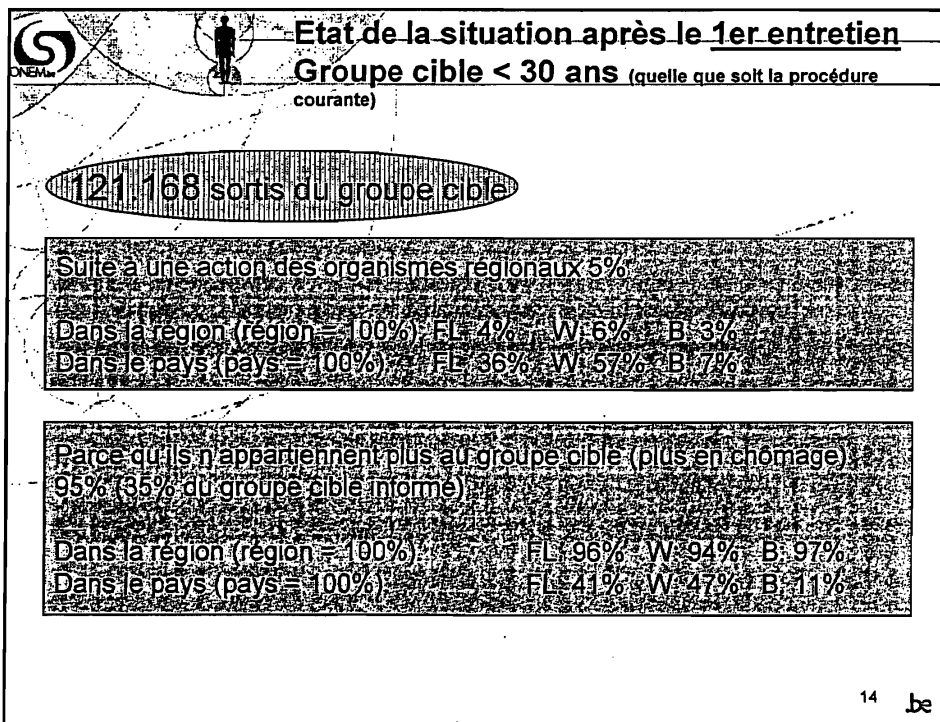 ONEM.be
Etat de la situation après le 1er entretien
Groupe cible < 30 ans (quelle que soit la procédure
courante)
121.168 sortis du groupe cible
Suite à une action des organismes régionaux 5%
Dans la région (région = 100%): FL: 4% W: 6% B: 3%
Dans le pays (pays = 100%) FL: 36% W: 57% B: 7%
Parce qu'ils n'appartiennent plus au groupe cible (plus en chômage)
95% (35% du groupe cible informé)
Dans la région (région = 100%) FL: 96% W: 94% B: 97%
Dans le pays (pays = 100%) FL: 41% W: 47% B: 11%
14 .be